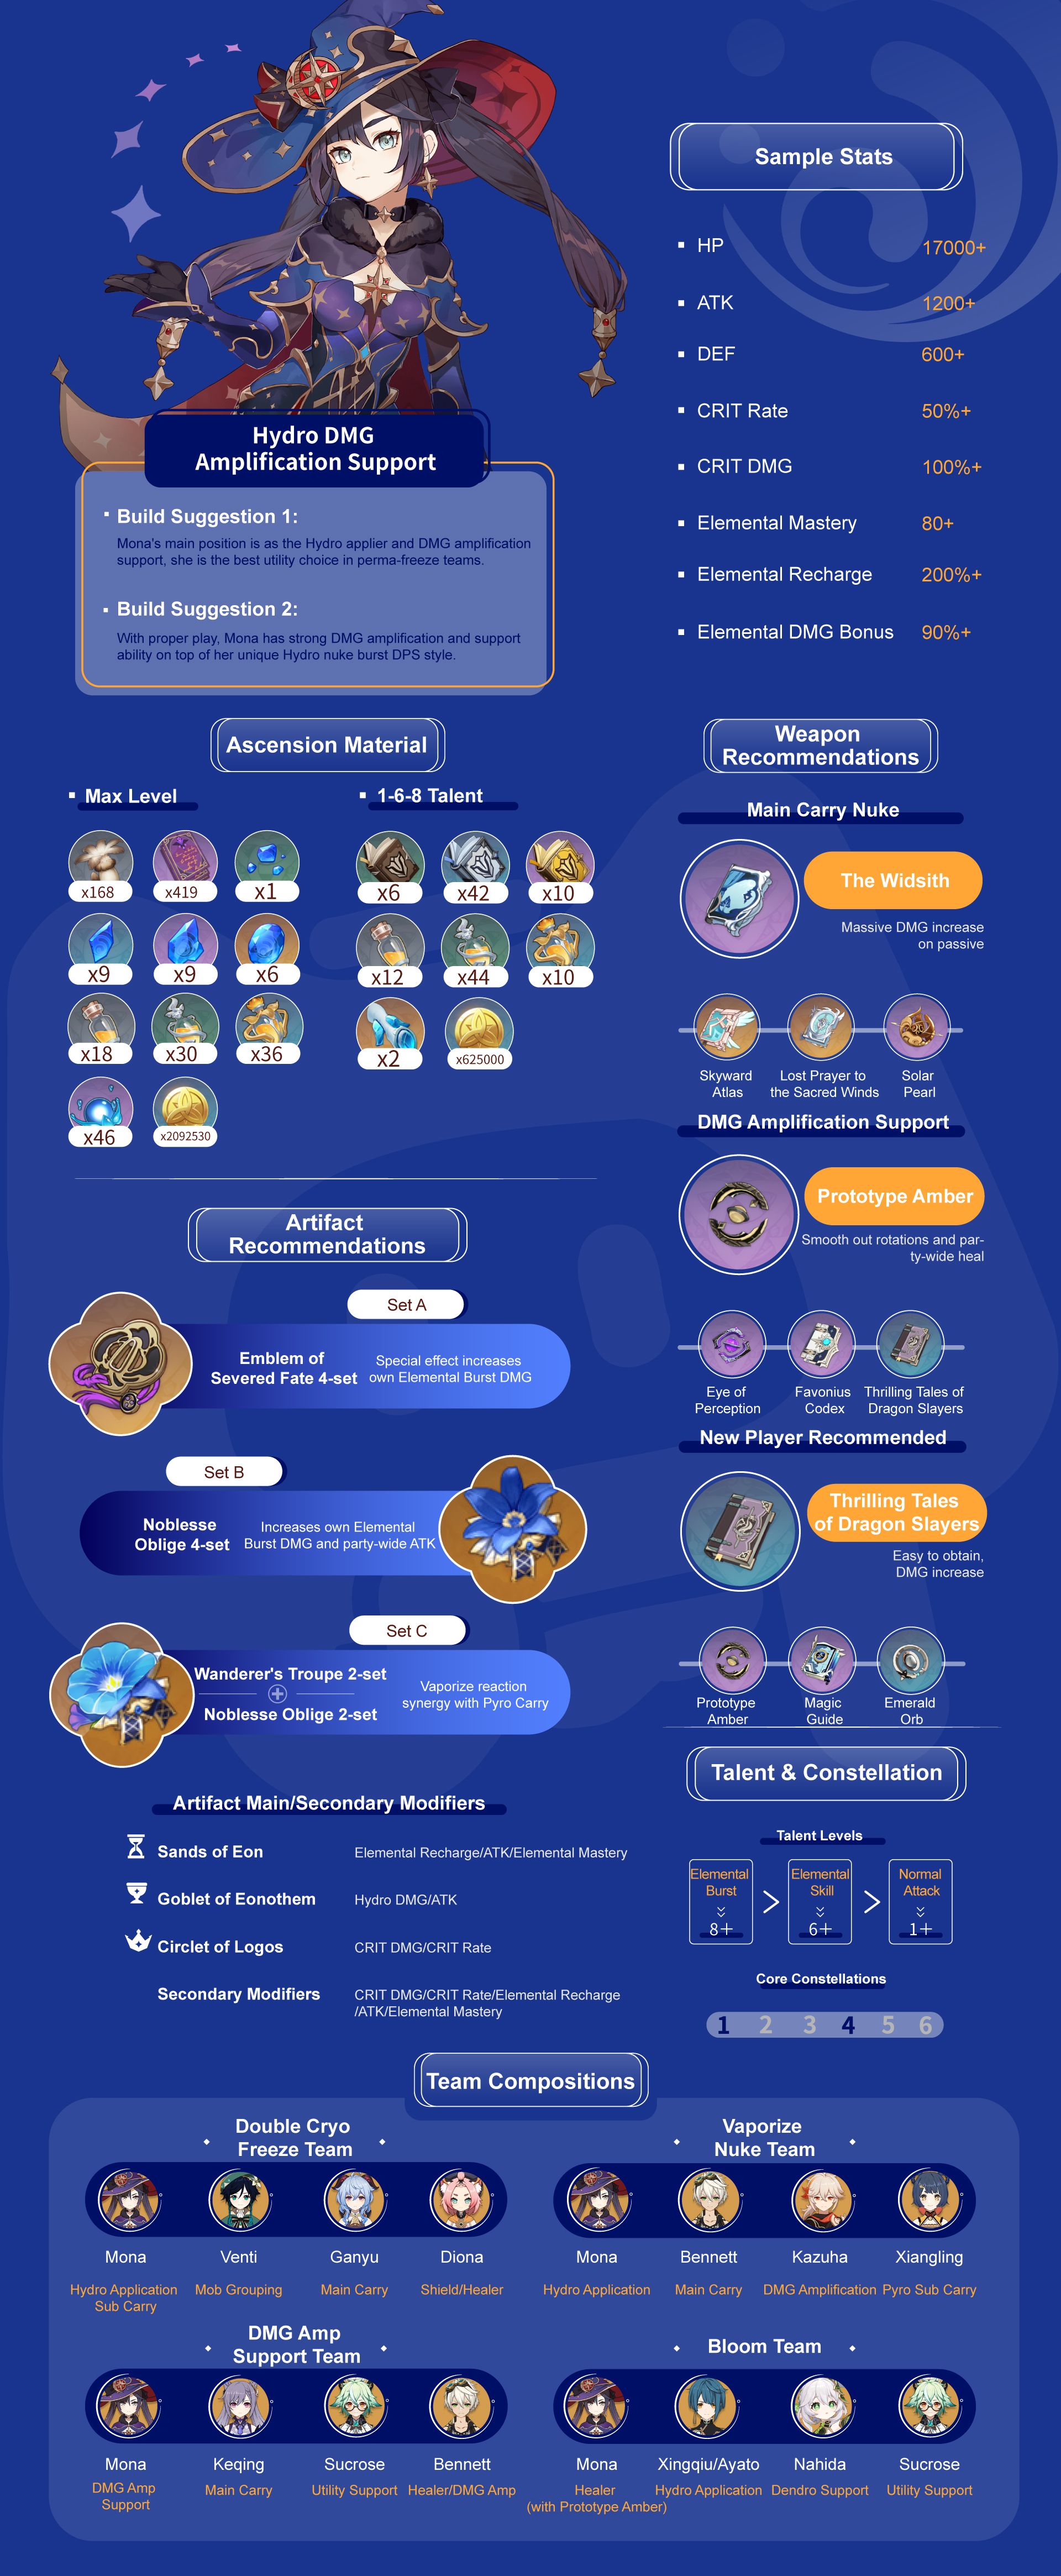 Sample Stats
HP
17000+
ATK
1200+
DEF
600+
CRIT Rate
50%+
CRIT DMG
100%+
Elemental Mastery
80+
Elemental Recharge
200%+
Elemental DMG Bonus
90%+
Hydro DMG
Amplification Support
Build Suggestion 1:
Mona's main position is as the Hydro applier and DMG amplification
support, she is the best utility choice in perma-freeze teams.
Build Suggestion 2:
With proper play, Mona has strong DMG amplification and support
ability on top of her unique Hydro nuke burst DPS style.
Ascension Material
Max Level
x168
x419
x1
x9
x9
x6
x18
x30
x36
x46
x2092530
1-6-8 Talent
x6
x42
x10
x12
x44
x10
x2
x625000
Artifact
Recommendations
Set A
Emblem of
Severed Fate 4-set
Special effect increases
own Elemental Burst DMG
Set B
Noblesse
Oblige 4-set
Increases own Elemental
Burst DMG and party-wide ATK
Set C
Wanderer's Troupe 2-set
Noblesse Oblige 2-set
Vaporize reaction
synergy with Pyro Carry
Artifact Main/Secondary Modifiers
Sands of Eon
Elemental Recharge/ATK/Elemental Mastery
Goblet of Eonothem
Hydro DMG/ATK
Circlet of Logos
CRIT DMG/CRIT Rate
Secondary Modifiers
CRIT DMG/CRIT Rate/Elemental Recharge
/ATK/Elemental Mastery
Weapon
Recommendations
Main Carry Nuke
The Widsith
Massive DMG increase
on passive
Skyward
Atlas
Lost Prayer to
the Sacred Winds
Solar
Pearl
DMG Amplification Support
Prototype Amber
Smooth out rotations and par-
ty-wide heal
Eye of
Perception
Favonius
Codex
Thrilling Tales of
Dragon Slayers
New Player Recommended
Thrilling Tales
of Dragon Slayers
Easy to obtain,
DMG increase
Prototype
Amber
Magic
Guide
Emerald
Orb
Talent & Constellation
Talent Levels
Elemental
Burst
8+
>
Elemental
Skill
6+
>
Normal
Attack
1+
Core Constellations
1 2 3 4 5 6
Team Compositions
Double Cryo
Freeze Team
Mona
Venti
Ganyu
Diona
Hydro Application
Sub Carry
Mob Grouping
Main Carry
Shield/Healer
Vaporize
Nuke Team
Mona
Bennett
Kazuha
Xiangling
Hydro Application
Main Carry
DMG Amplification
Pyro Sub Carry
DMG Amp
Support Team
Mona
Keqing
Sucrose
Bennett
DMG Amp
Support
Main Carry
Utility Support
Healer/DMG Amp
Bloom Team
Mona
Xingqiu/Ayato
Nahida
Sucrose
Healer
(with Prototype Amber)
Hydro Application
Dendro Support
Utility Support